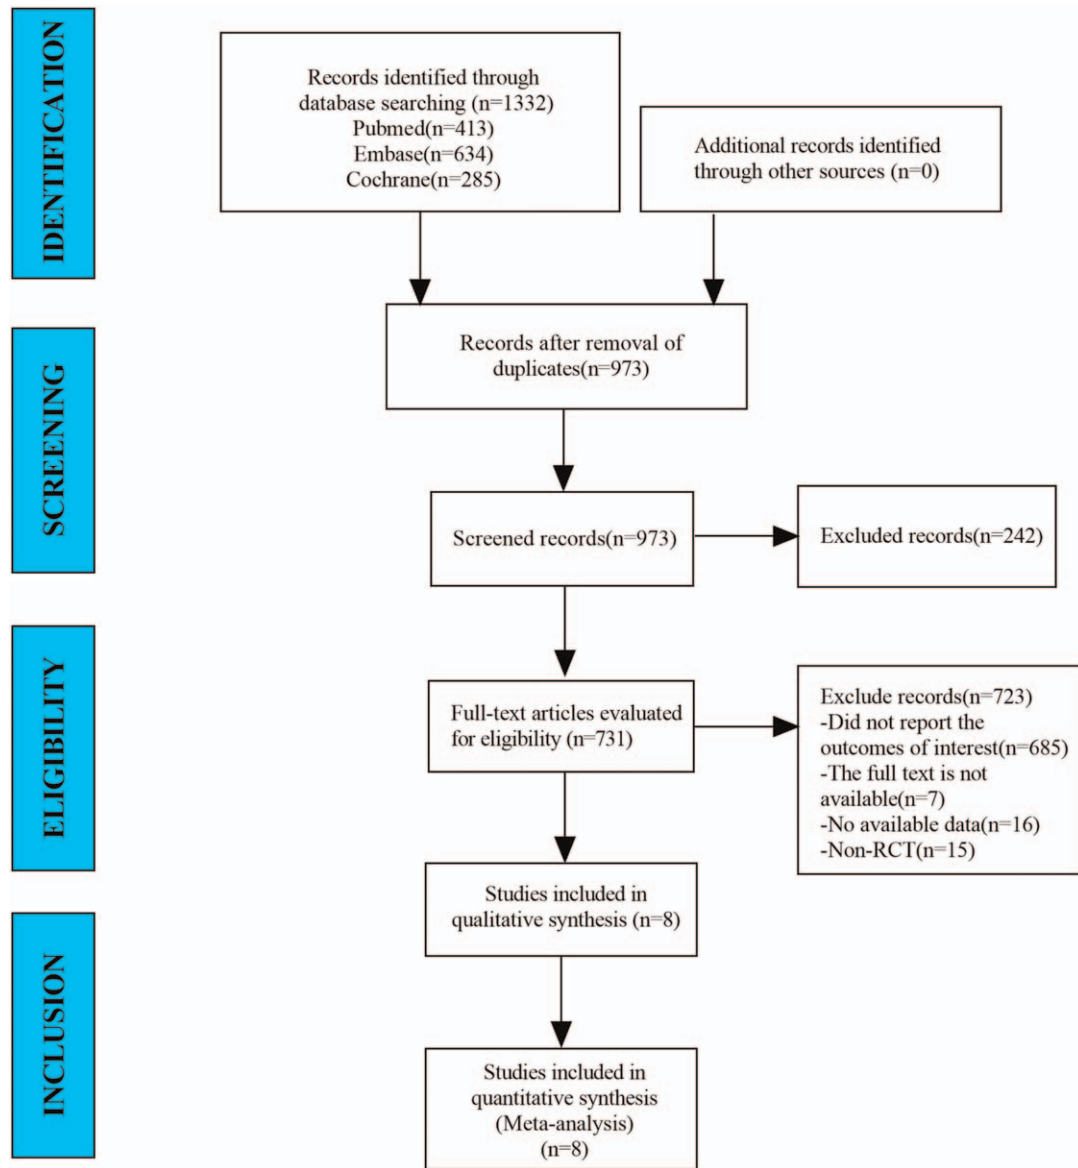 IDENTIFICATION
Records identified through
database searching (n=1332)
Pubmed(n=413)
Embase(n=634)
Cochrane(n=285)
Additional records identified
through other sources (n=0)
SCREENING
Records after removal of
duplicates(n=973)
Screened records(n=973)
Excluded records(n=242)
ELIGIBILITY
Full-text articles evaluated
for eligibility (n=731)
Exclude records(n=723)
-Did not report the
outcomes of interest(n=685)
-The full text is not
available(n=7)
-No available data(n=16)
-Non-RCT(n=15)
Studies included in
qualitative synthesis (n=8)
INCLUSION
Studies included in
quantitative synthesis
(Meta-analysis)
(n=8)